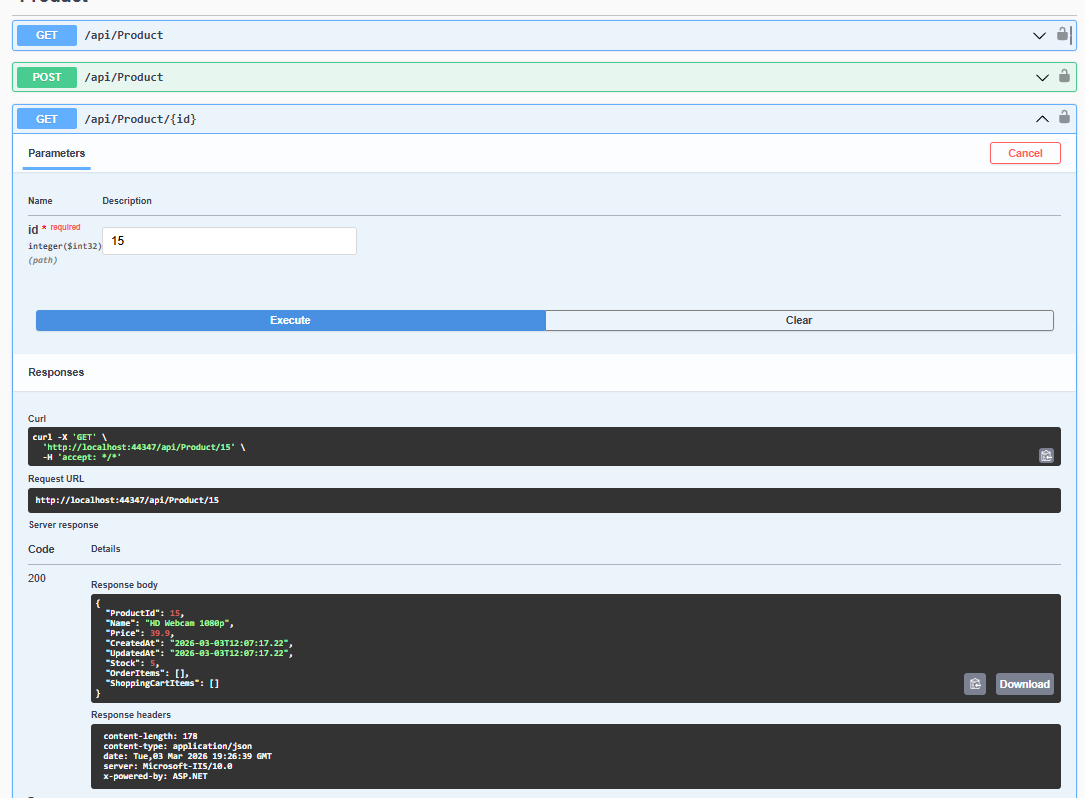 GET /api/Product
POST /api/Product
GET /api/Product/{id}
Parameters
Cancel
Name Description
id * required
integer($int32)
(path)
15
Execute Clear
Responses
Curl
curl -X 'GET' \
'http://localhost:44347/api/Product/15' \
-H 'accept: */*'
Request URL
http://localhost:44347/api/Product/15
Server response
Code Details
200
Response body
{
"ProductId": 15,
"Name": "HD Webcam 1080p",
"Price": 39.9,
"CreatedAt": "2026-03-03T12:07:17.22",
"UpdatedAt": "2026-03-03T12:07:17.22",
"Stock": 5,
"OrderItems": [],
"ShoppingCartItems": []
}
Download
Response headers
content-length: 178
content-type: application/json
date: Tue,03 Mar 2026 19:26:39 GMT
server: Microsoft-IIS/10.0
x-powered-by: ASP.NET